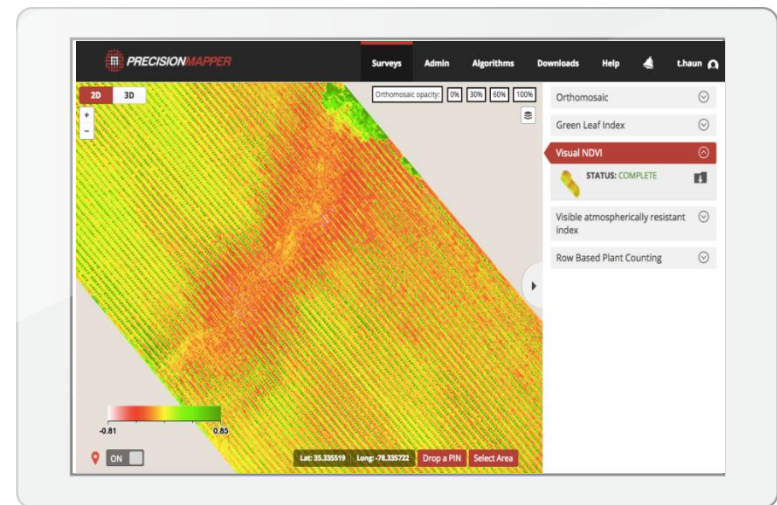 PRECISIONMAPPER
Surveys Admin Algorithms Downloads Help t.haun
2D 3D
Orthomosaic opacity: 0% 30% 60% 100%
+
-
Orthomosaic
Green Leaf Index
Visual NDVI
STATUS: COMPLETE
Visible atmospherically resistant
index
Row Based Plant Counting
-0.81 0.85
ON
Lat: 35.335519 Long: -78.335722 Drop a PIN Select Area